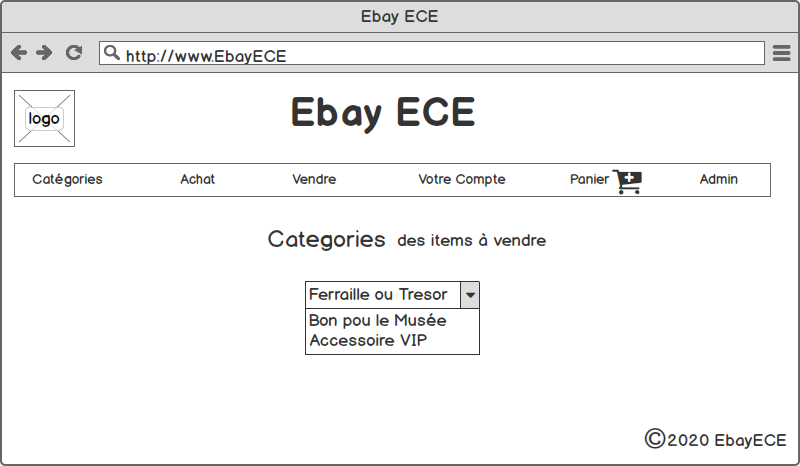 Ebay ECE
http://www.EbayECE
logo
Ebay ECE
Catégories Achat Vendre Votre Compte Panier Admin
Categories des items à vendre
Ferraille ou Tresor
Bon pou le Musée
Accessoire VIP
©2020 EbayECE